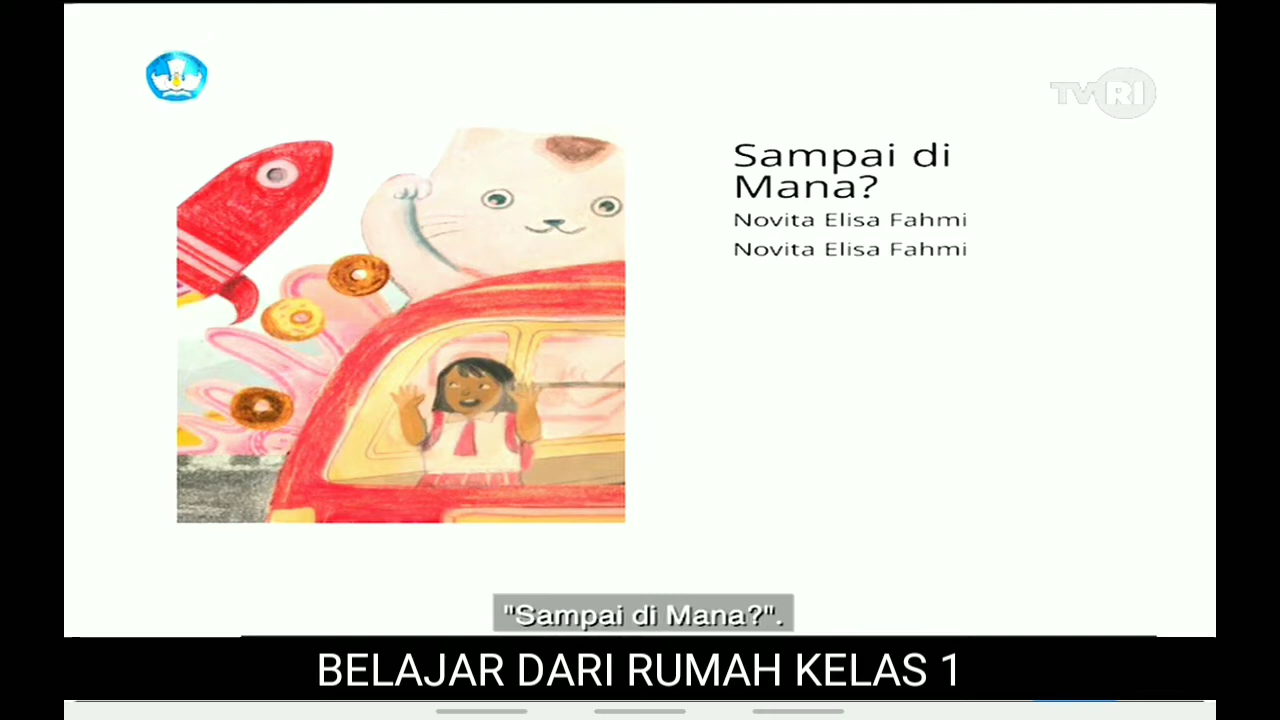 TVRI
Sampai di
Mana?
Novita Elisa Fahmi
Novita Elisa Fahmi
"Sampai di Mana?".
BELAJAR DARI RUMAH KELAS 1